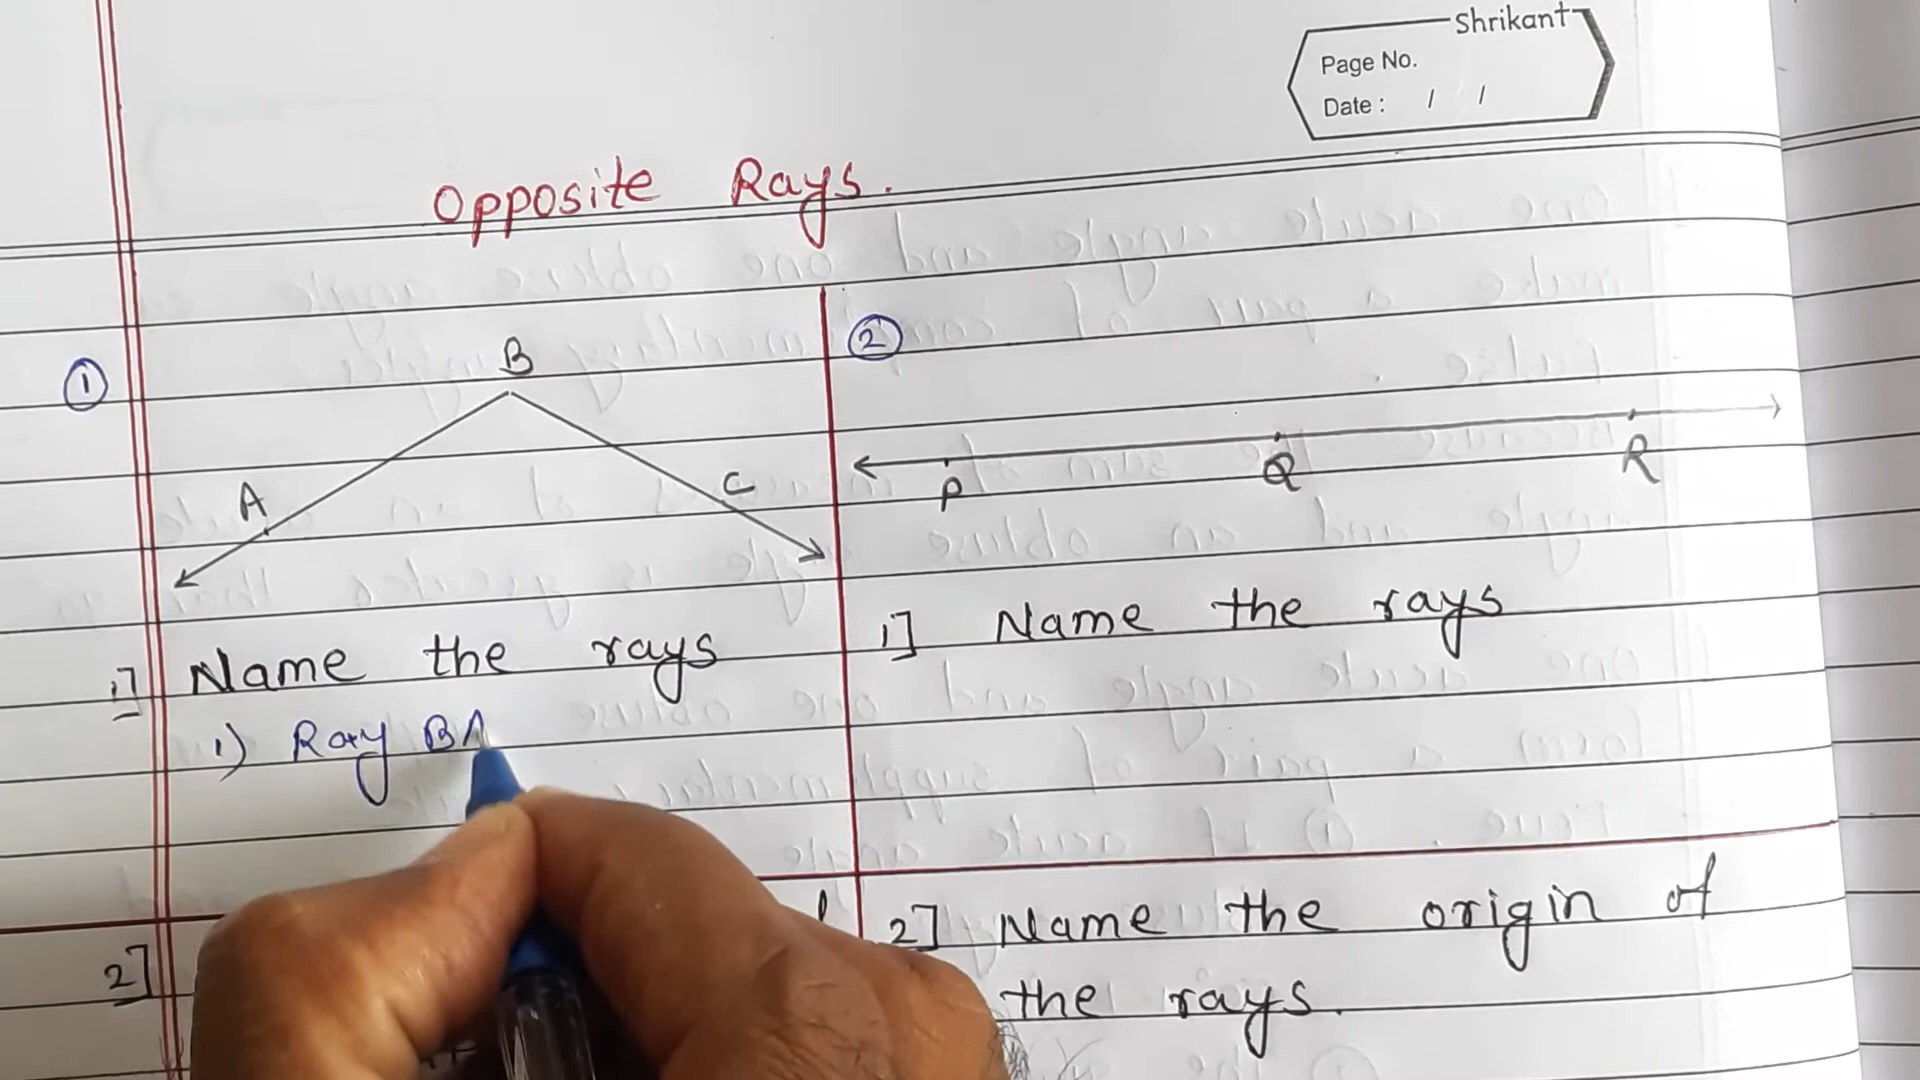 Shrikant
Page No.
Date : / /
Opposite Rays.
① ②
B
A C
P Q R
1] Name the rays
1) Ray BA
2]
1] Name the rays
2] Name the origin of
the rays.